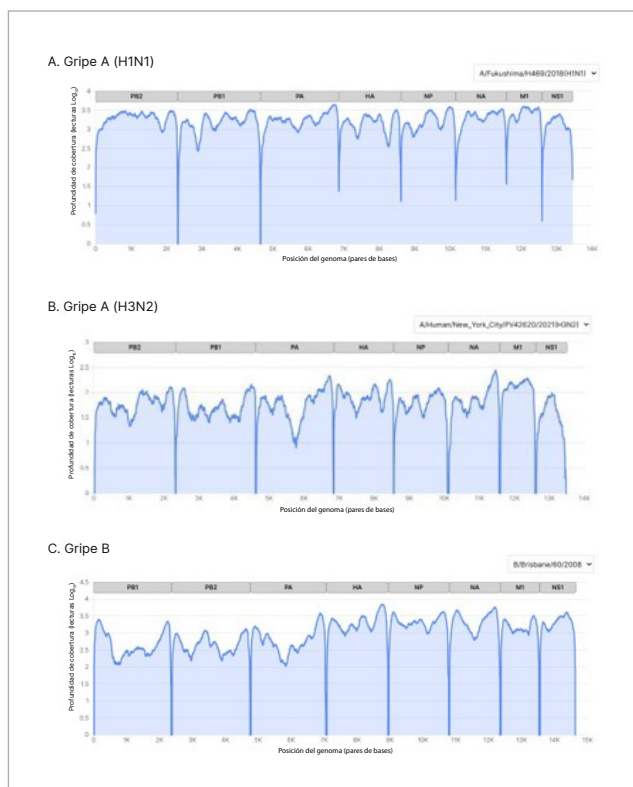 A. Gripe A (H1N1)
A/Fukushima/H469/2018(H1N1)
Profundidad de cobertura (lecturas Log₁₀)
4
3.5
3
2.5
2
1.5
1
0.5
0
PB2 PB1 PA HA NP NA M1 NS1
0 1K 2K 3K 4K 5K 6K 7K 8K 9K 10K 11K 12K 13K 14K
Posición del genoma (pares de bases)
B. Gripe A (H3N2)
A/Human/New_York_City/PV42620/2021(H3N2)
Profundidad de cobertura (lecturas Log₁₀)
3
2.5
2
1.5
1
0.5
0
PB2 PB1 PA HA NP NA M1 NS1
0 1K 2K 3K 4K 5K 6K 7K 8K 9K 10K 11K 12K 13K 14K
Posición del genoma (pares de bases)
C. Gripe B
B/Brisbane/60/2008
Profundidad de cobertura (lecturas Log₁₀)
4.5
4
3.5
3
2.5
2
1.5
1
0.5
0
PB1 PB2 PA HA NP NA M1 NS1
0 1K 2K 3K 4K 5K 6K 7K 8K 9K 10K 11K 12K 13K 14K 15K
Posición del genoma (pares de bases)